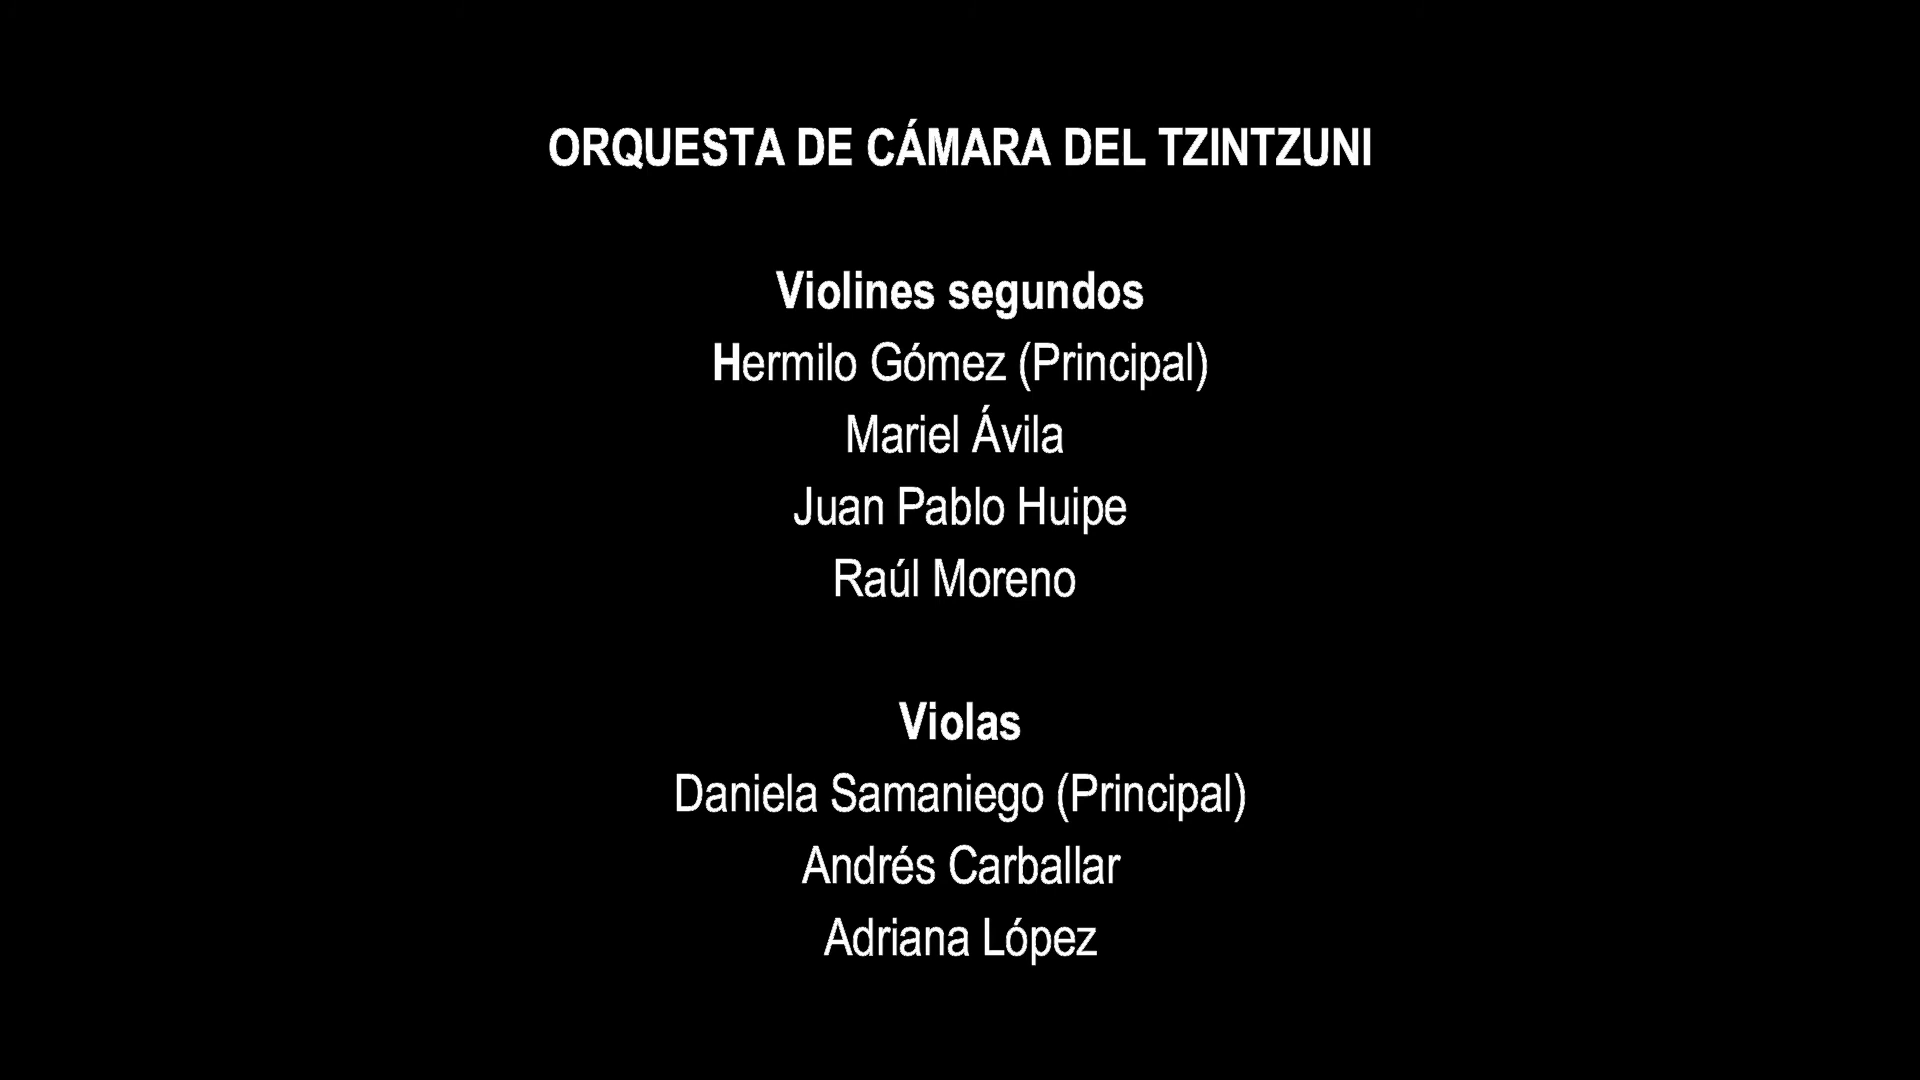 ORQUESTA DE CÁMARA DEL TZINTZUNI
Violines segundos
Hermilo Gómez (Principal)
Mariel Ávila
Juan Pablo Huipe
Raúl Moreno
Violas
Daniela Samaniego (Principal)
Andrés Carballar
Adriana López